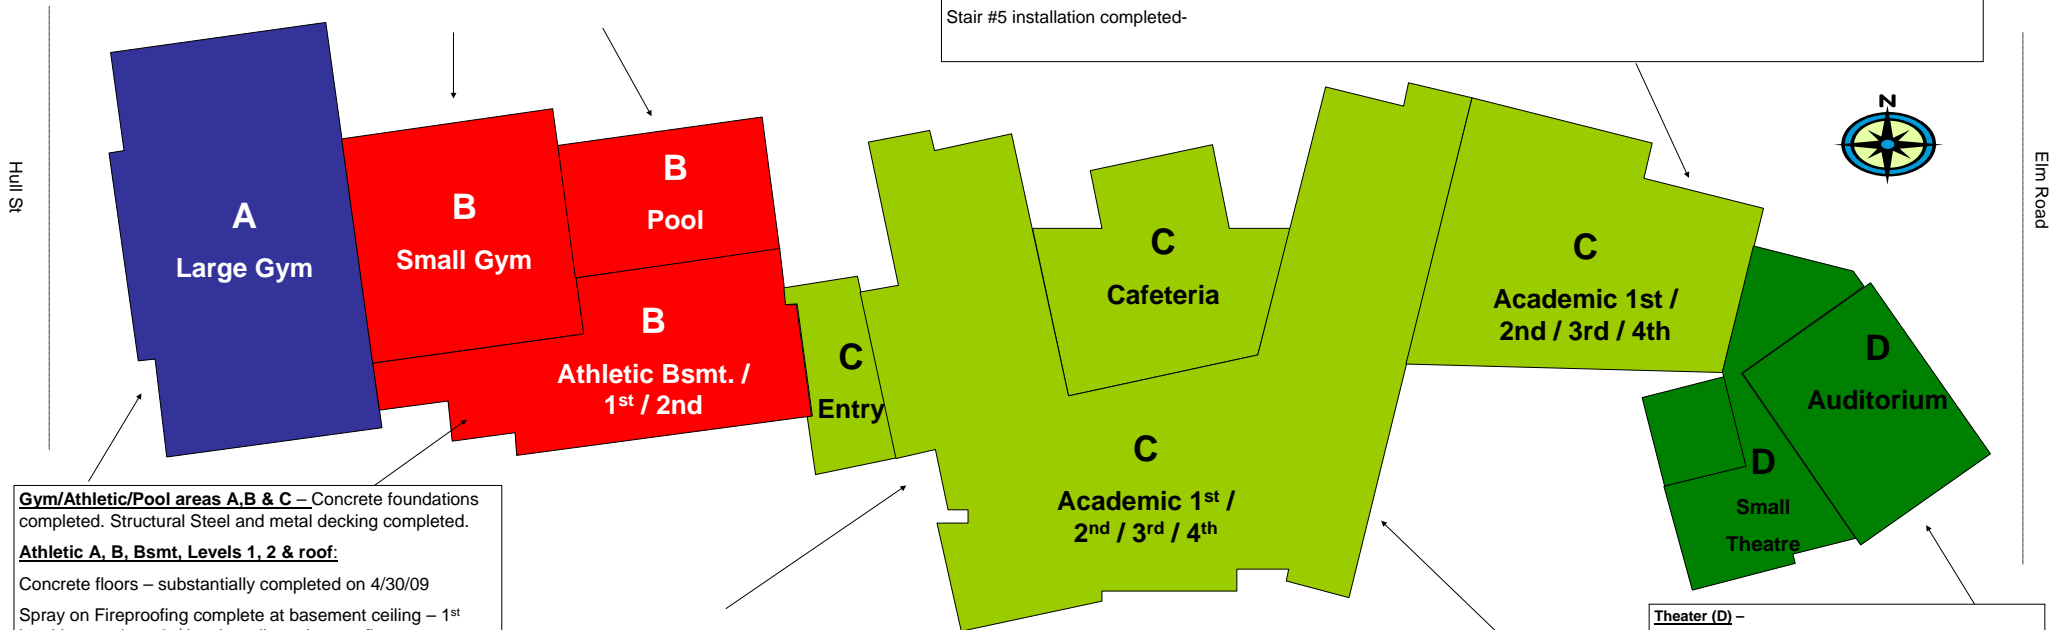 Stair #5 installation completed-
N
Hull St
Elm Road
A
Large Gym
B
Small Gym
B
Pool
B
Athletic Bsmt. /
1st / 2nd
C
Entry
C
Cafeteria
C
Academic 1st /
2nd / 3rd / 4th
C
Academic 1st /
2nd / 3rd / 4th
D
Auditorium
D
Small
Theatre
Gym/Athletic/Pool areas A,B & C – Concrete foundations
completed. Structural Steel and metal decking completed.
Athletic A, B, Bsmt, Levels 1, 2 & roof:
Concrete floors – substantially completed on 4/30/09
Spray on Fireproofing complete at basement ceiling – 1st
Theater (D) –